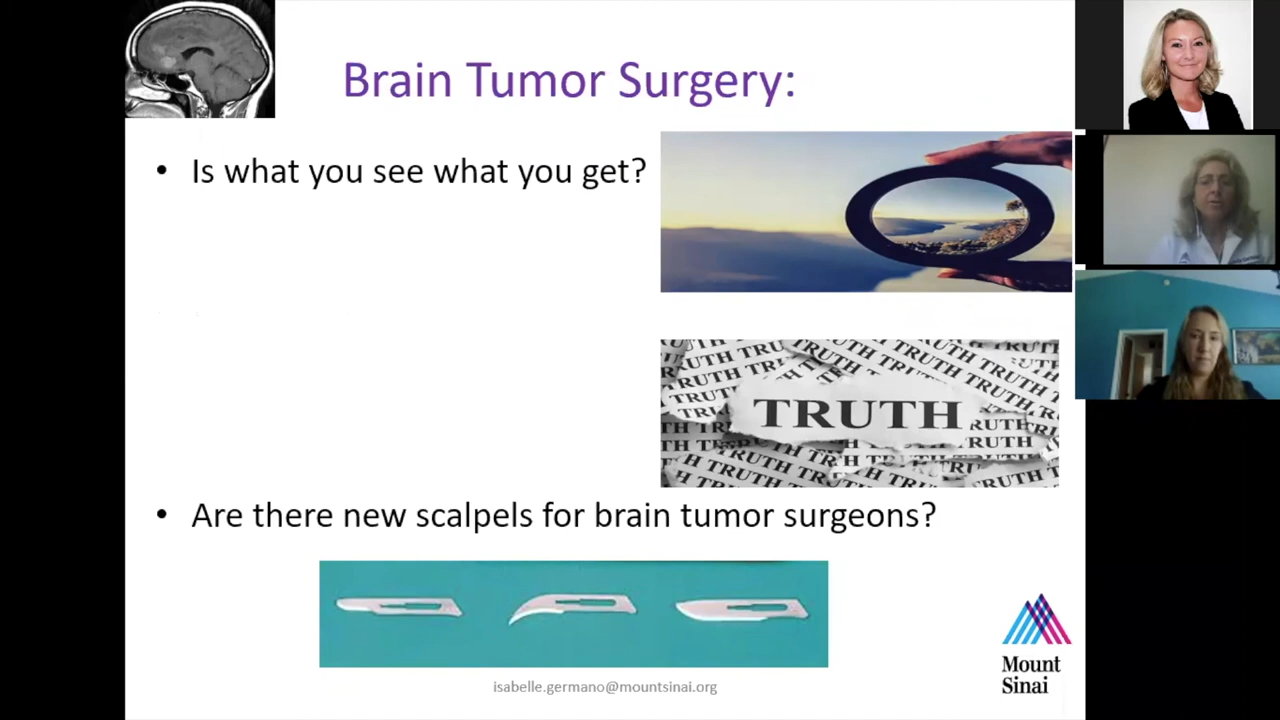 Brain Tumor Surgery:
• Is what you see what you get?
TRUTH
• Are there new scalpels for brain tumor surgeons?
isabelle.germano@mountsinai.org
Mount
Sinai